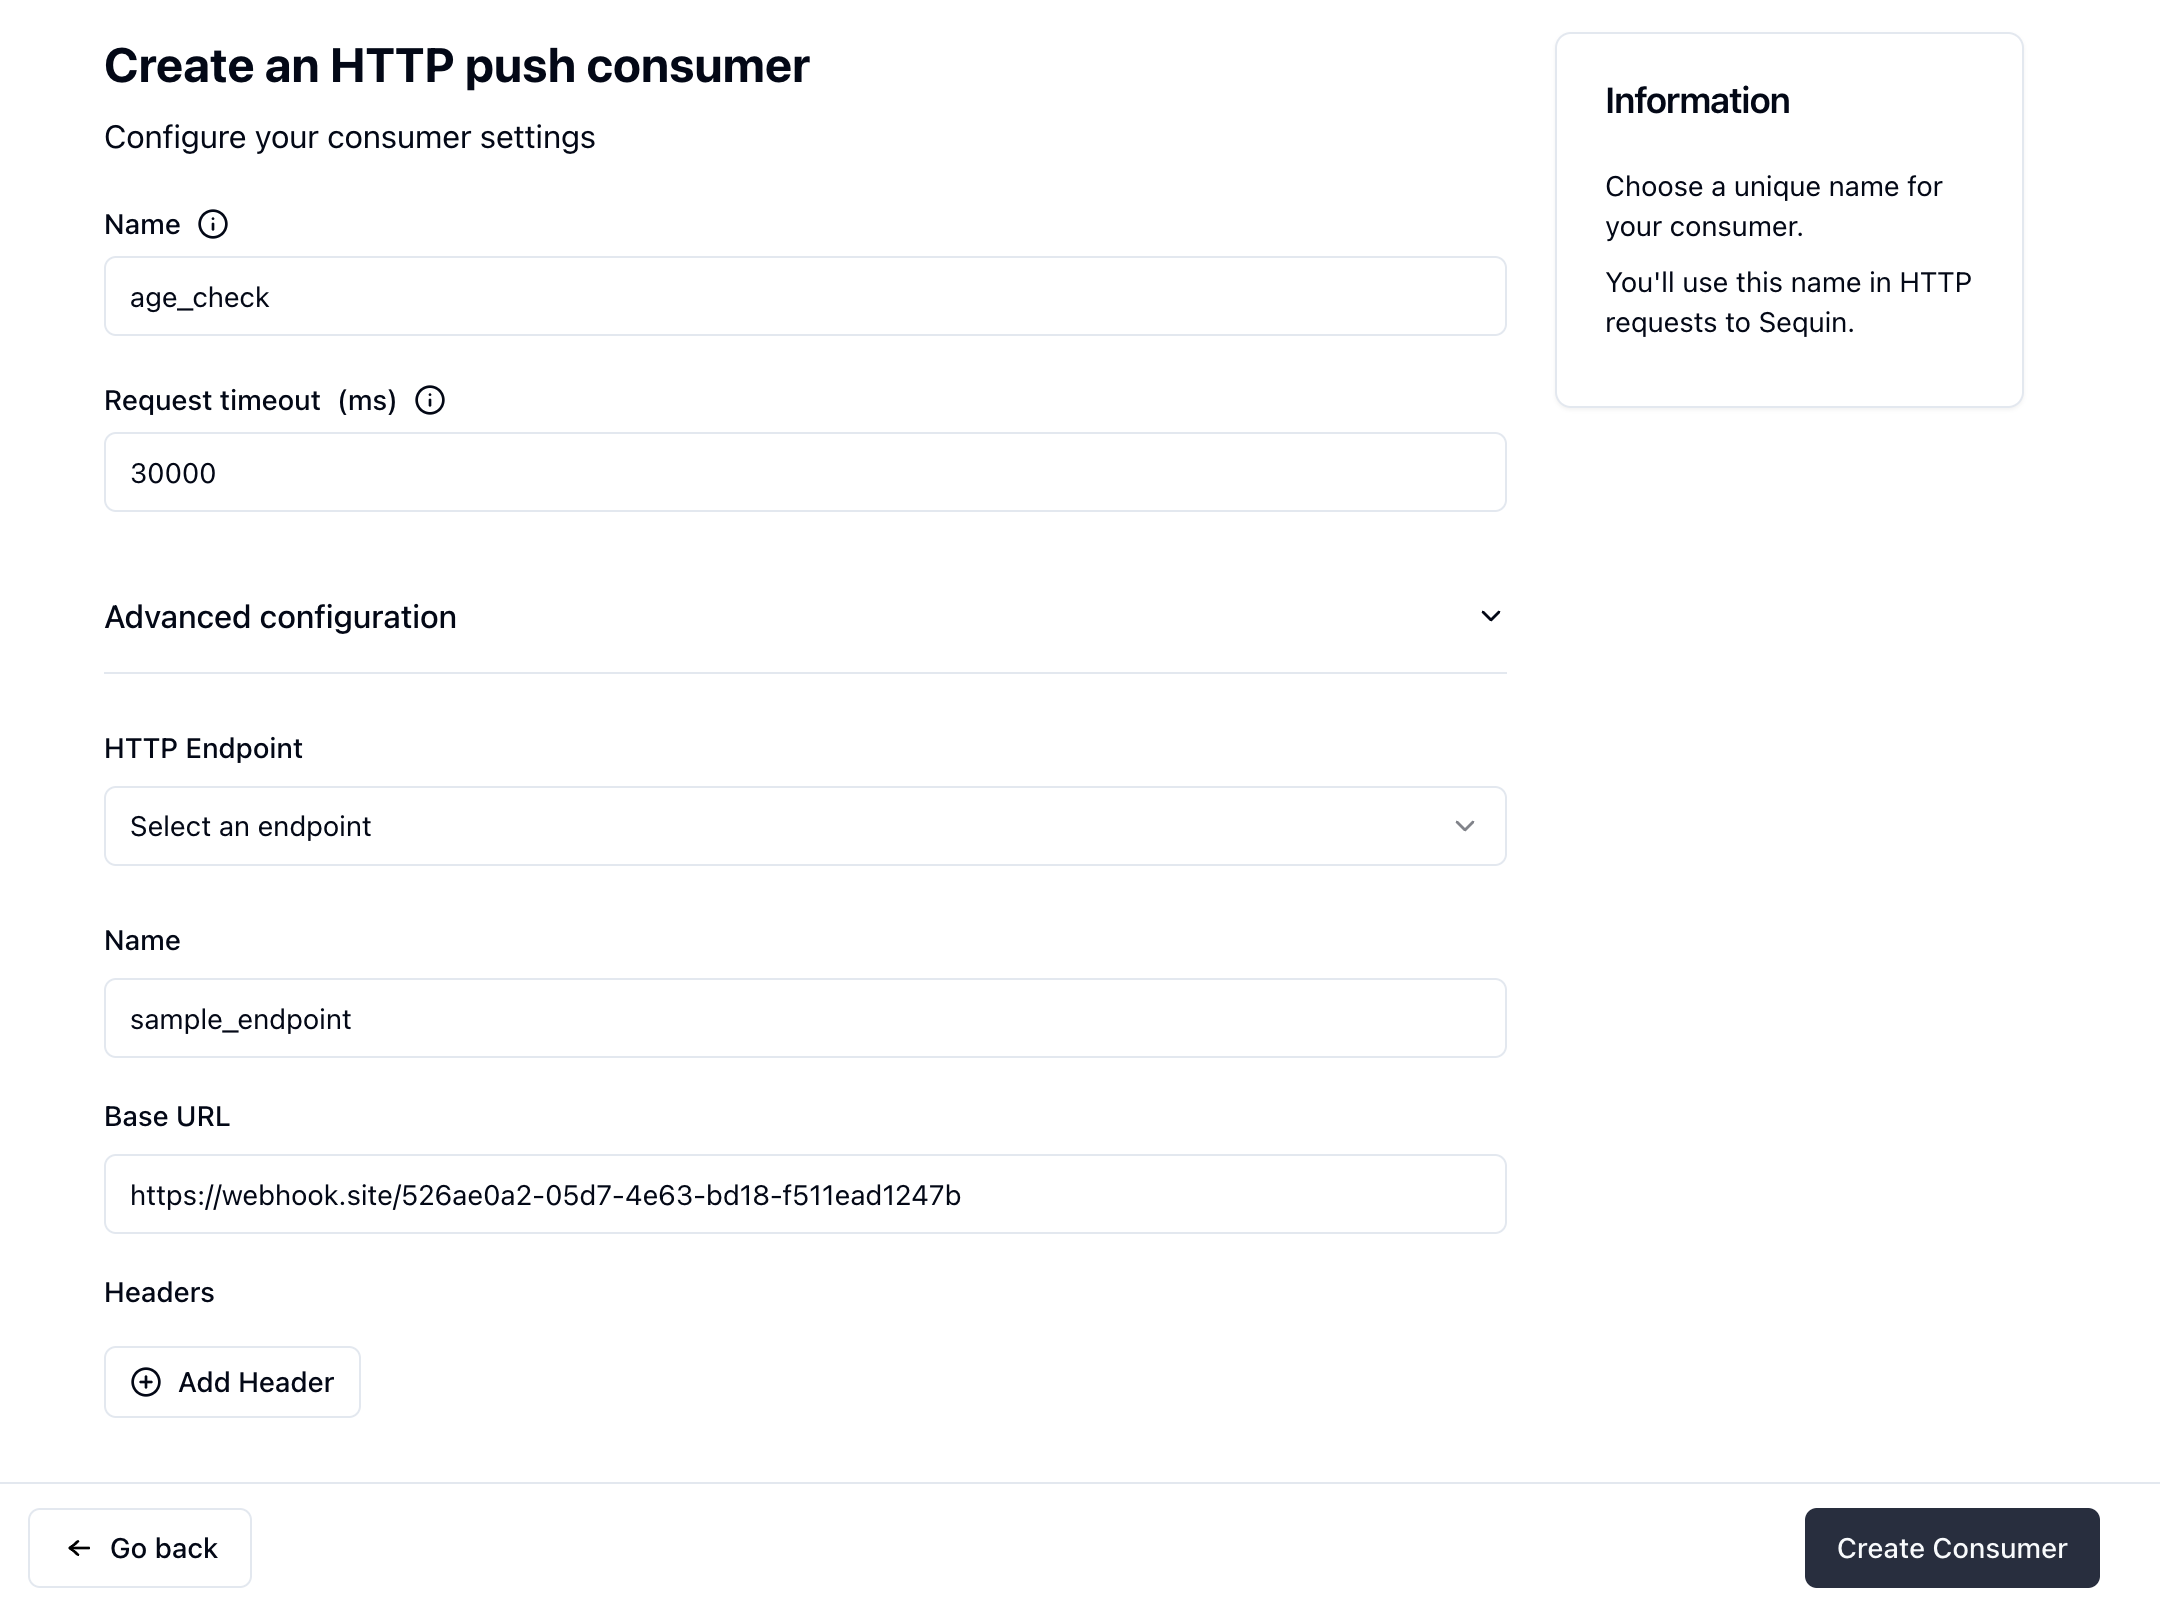 Create an HTTP push consumer
Configure your consumer settings
Name
age_check
Request timeout (ms)
30000
Advanced configuration
HTTP Endpoint
Select an endpoint
Name
sample_endpoint
Base URL
https://webhook.site/526ae0a2-05d7-4e63-bd18-f511ead1247b
Headers
Add Header
Information
Choose a unique name for
your consumer.
You'll use this name in HTTP
requests to Sequin.
Go back
Create Consumer